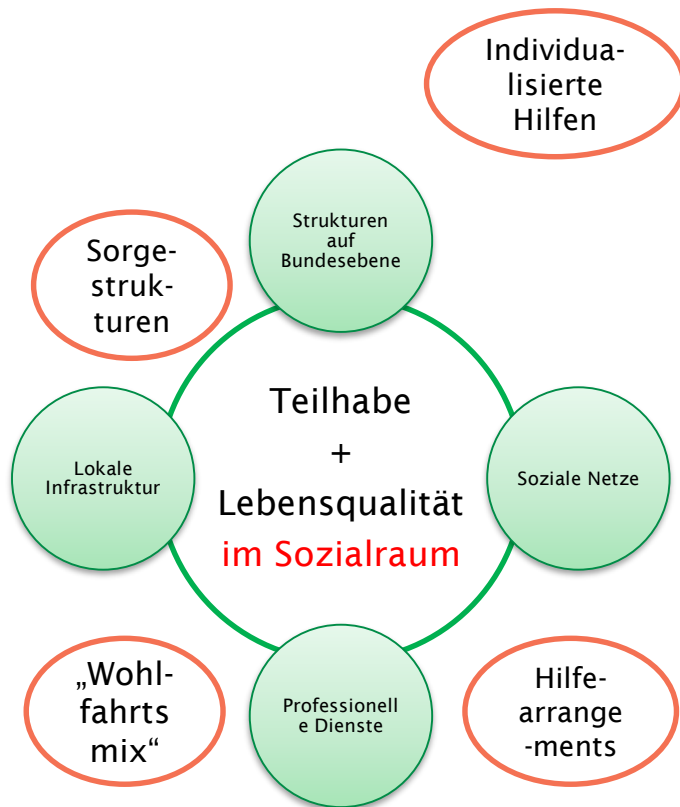 Individua-
lisierte
Hilfen
Strukturen
auf
Bundesebene
Sorge-
struk-
turen
Teilhabe
+
Lebensqualität
im Sozialraum
Lokale
Infrastruktur
Soziale Netze
„Wohl-
fahrts
mix“
Professionell
e Dienste
Hilfe-
arrange
-ments